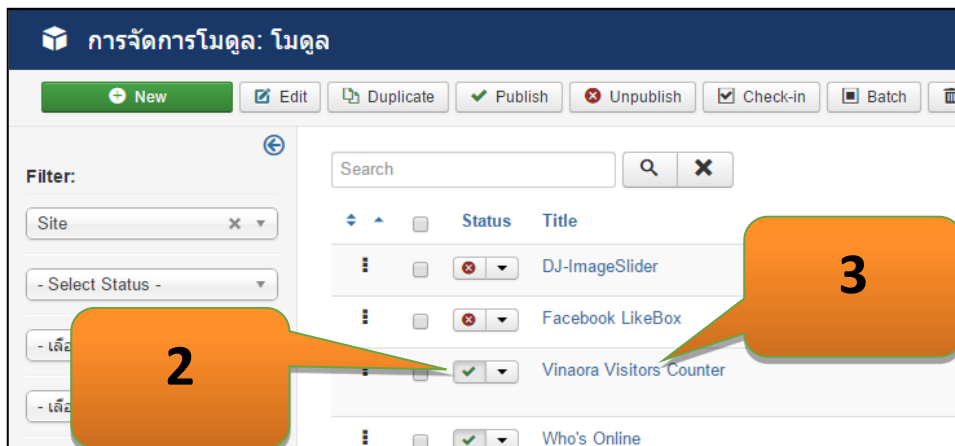 การจัดการโมดูล: โมดูล
New Edit Duplicate Publish Unpublish Check-in Batch
Filter:
Search
Site
Status Title
DJ-ImageSlider
- Select Status -
Facebook LikeBox
3
2
Vinaora Visitors Counter
Who's Online